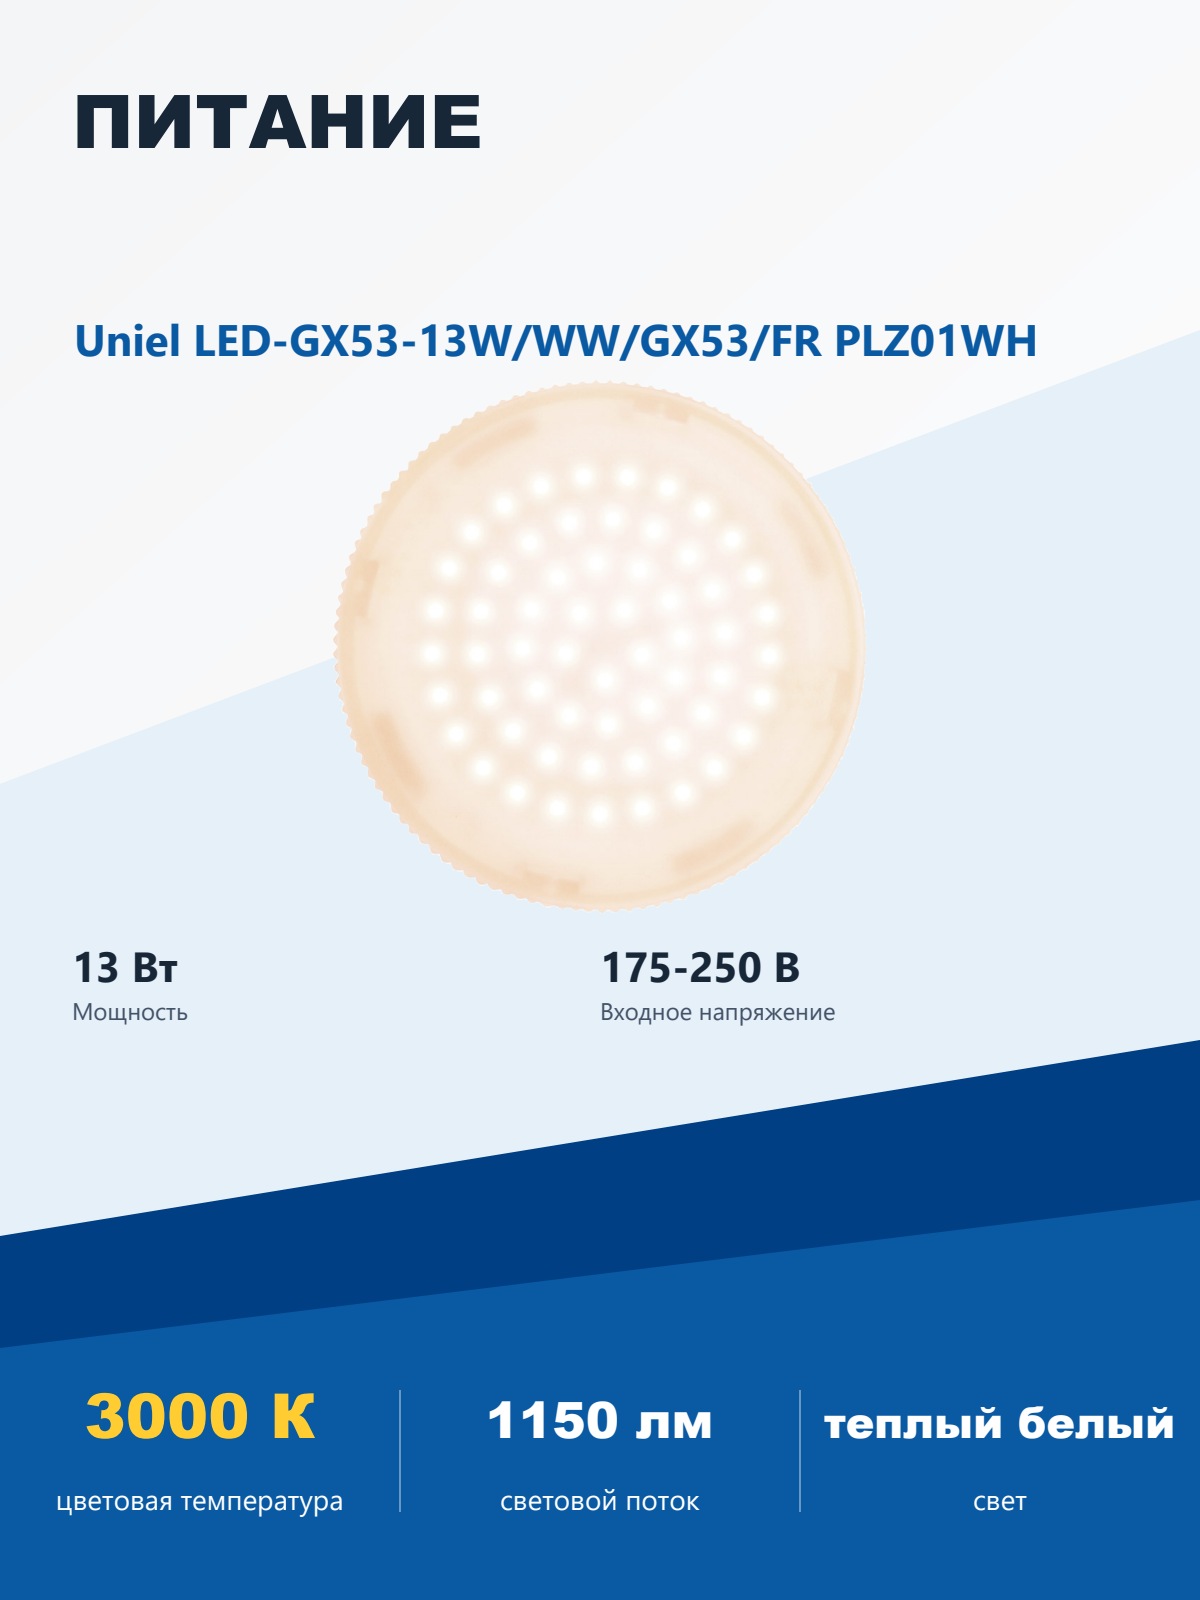 ПИТАНИЕ
Uniel LED-GX53-13W/WW/GX53/FR PLZ01WH
13 Вт
Мощность
175-250 В
Входное напряжение
3000 К
цветовая температура
1150 лм
световой поток
теплый белый
свет